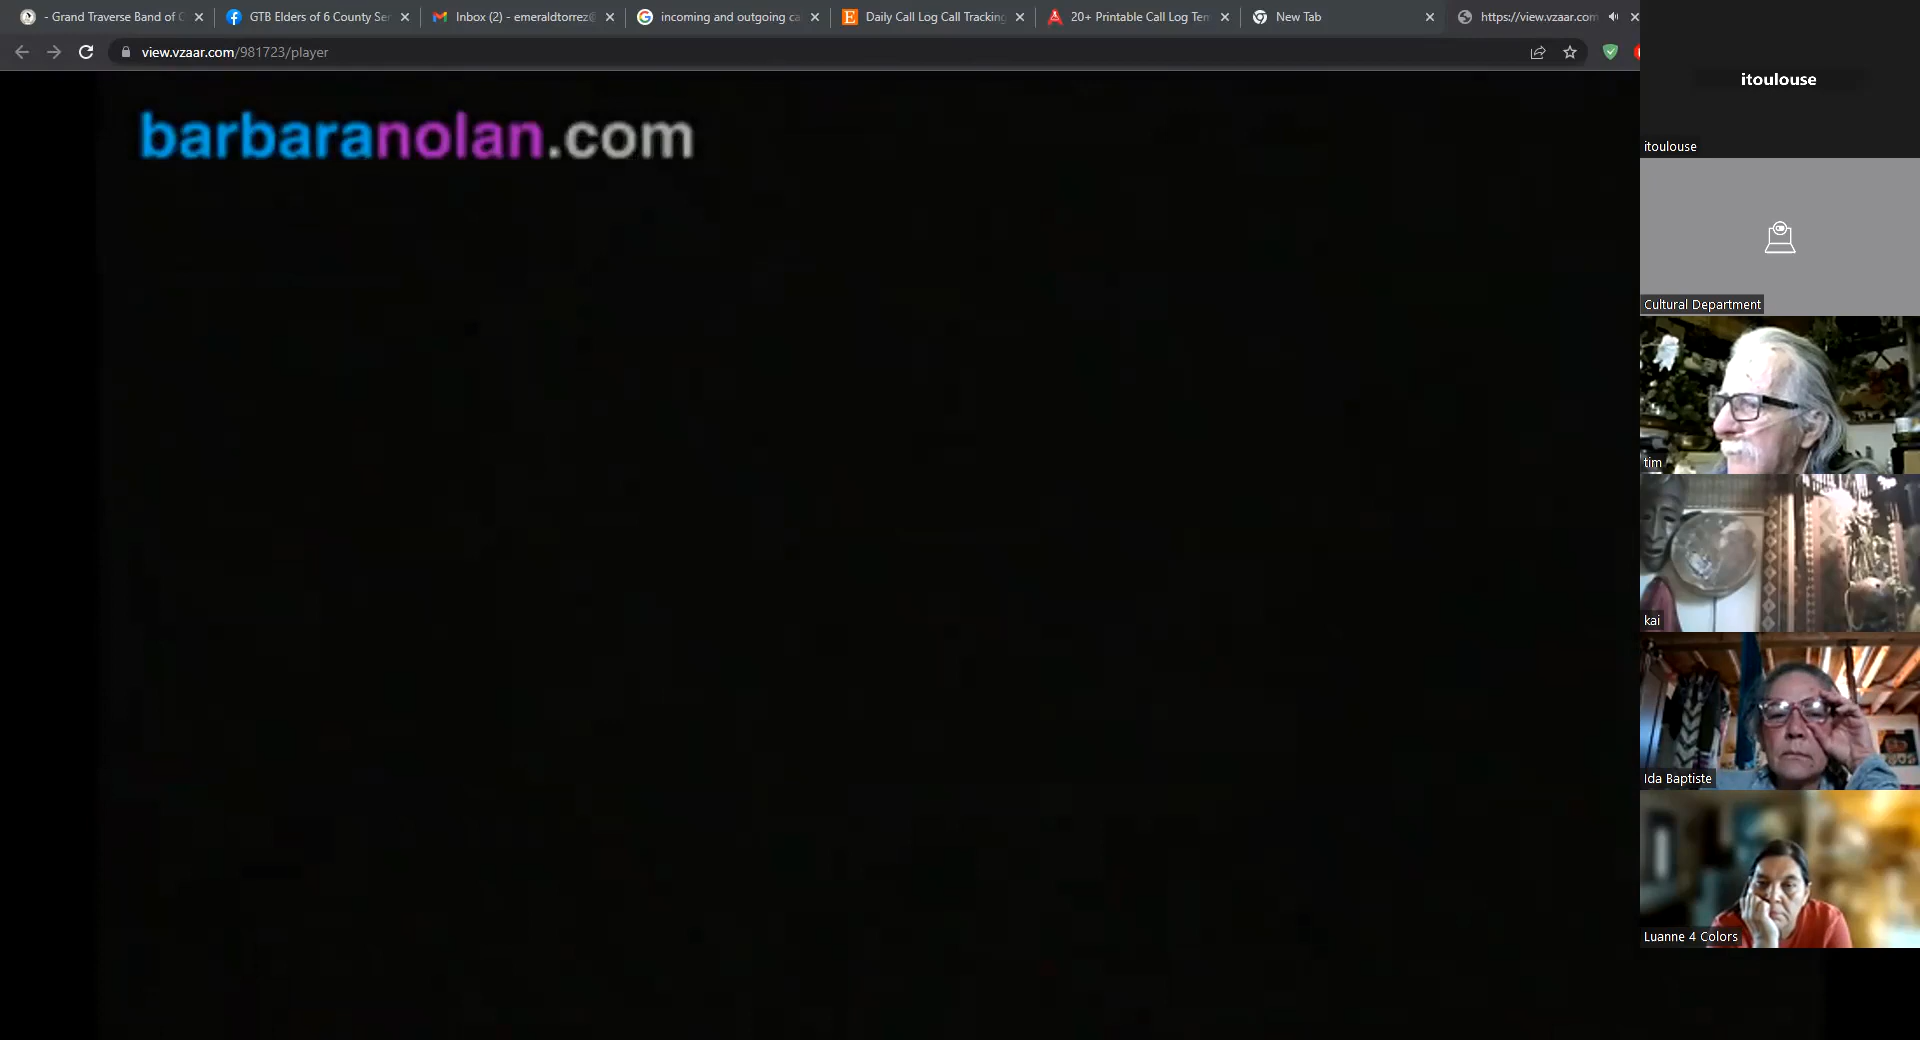 - Grand Traverse Band of
GTB Elders of 6 County Ser
Inbox (2) - emeraldtorrez@
incoming and outgoing ca
Daily Call Log Call Tracking
20+ Printable Call Log Tem
New Tab
https://view.vzaar.com
view.vzaar.com/981723/player
barbaranolan.com
itoulouse
itoulouse
Cultural Department
tim
kai
Ida Baptiste
Luanne 4 Colors